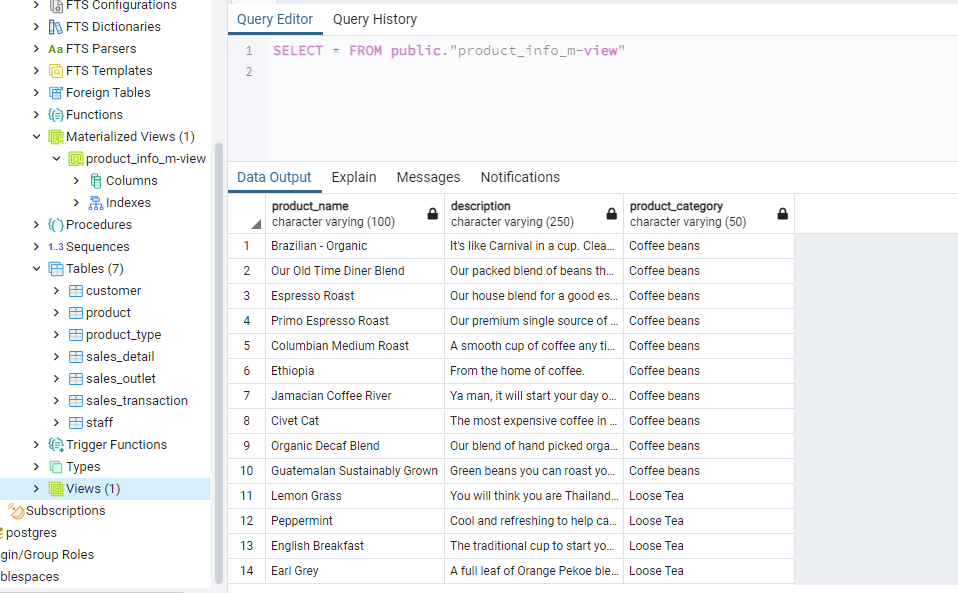 FTS Configurations
FTS Dictionaries
Aa FTS Parsers
FTS Templates
Foreign Tables
Functions
Materialized Views (1)
product_info_m-view
Columns
Indexes
Procedures
1..3 Sequences
Tables (7)
customer
product
product_type
sales_detail
sales_outlet
sales_transaction
staff
Trigger Functions
Types
Views (1)
Subscriptions
postgres
gin/Group Roles
blespaces
Query Editor Query History
1 SELECT * FROM public."product_info_m-view"
2
Data Output Explain Messages Notifications
product_name description product_category
character varying (100) character varying (250) character varying (50)
1 Brazilian - Organic It's like Carnival in a cup. Clea... Coffee beans
2 Our Old Time Diner Blend Our packed blend of beans th... Coffee beans
3 Espresso Roast Our house blend for a good es... Coffee beans
4 Primo Espresso Roast Our premium single source of ... Coffee beans
5 Columbian Medium Roast A smooth cup of coffee any ti... Coffee beans
6 Ethiopia From the home of coffee. Coffee beans
7 Jamacian Coffee River Ya man, it will start your day o... Coffee beans
8 Civet Cat The most expensive coffee in ... Coffee beans
9 Organic Decaf Blend Our blend of hand picked orga... Coffee beans
10 Guatemalan Sustainably Grown Green beans you can roast yo... Coffee beans
11 Lemon Grass You will think you are Thailand... Loose Tea
12 Peppermint Cool and refreshing to help ca... Loose Tea
13 English Breakfast The traditional cup to start yo... Loose Tea
14 Earl Grey A full leaf of Orange Pekoe ble... Loose Tea